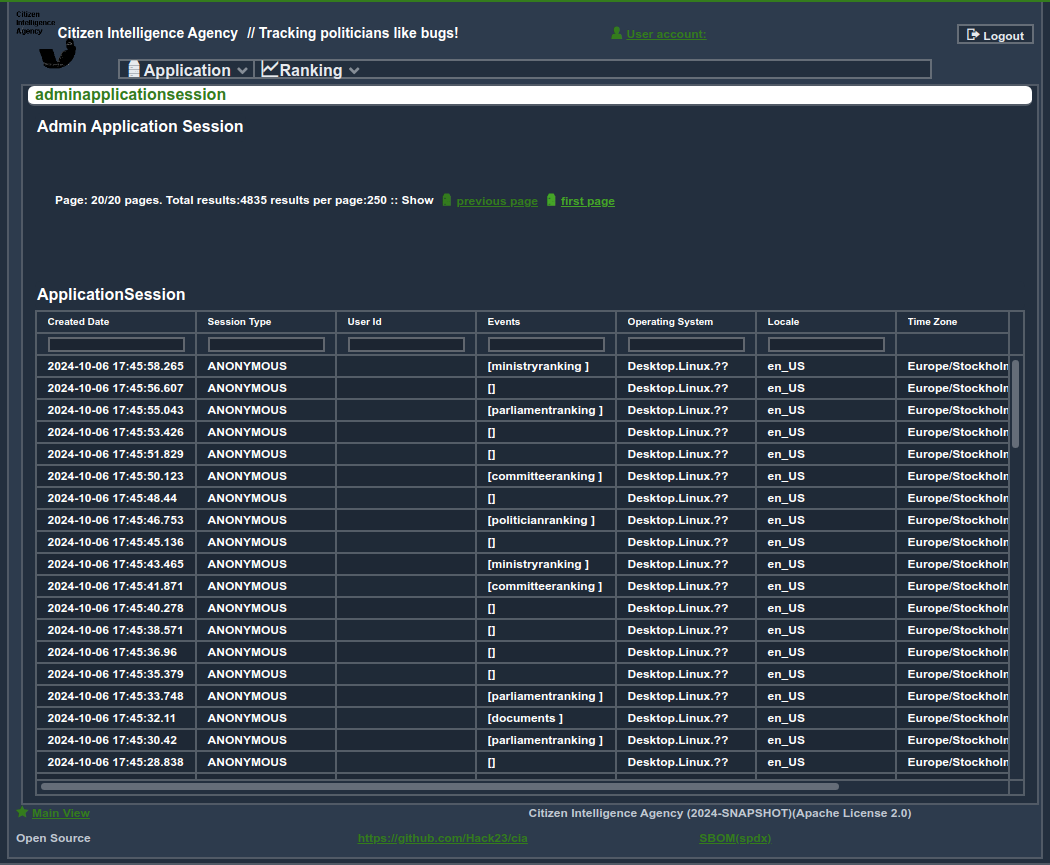 Citizen
Intelligence
Agency
Citizen Intelligence Agency // Tracking politicians like bugs!
User account:
Logout
Application Ranking
adminapplicationsession
Admin Application Session
Page: 20/20 pages. Total results:4835 results per page:250 :: Show previous page first page
ApplicationSession
Created Date Session Type User Id Events Operating System Locale Time Zone
2024-10-06 17:45:58.265 ANONYMOUS [ministryranking ] Desktop.Linux.?? en_US Europe/Stockholm
2024-10-06 17:45:56.607 ANONYMOUS [] Desktop.Linux.?? en_US Europe/Stockholm
2024-10-06 17:45:55.043 ANONYMOUS [parliamentranking ] Desktop.Linux.?? en_US Europe/Stockholm
2024-10-06 17:45:53.426 ANONYMOUS [] Desktop.Linux.?? en_US Europe/Stockholm
2024-10-06 17:45:51.829 ANONYMOUS [] Desktop.Linux.?? en_US Europe/Stockholm
2024-10-06 17:45:50.123 ANONYMOUS [committeeranking ] Desktop.Linux.?? en_US Europe/Stockholm
2024-10-06 17:45:48.44 ANONYMOUS [] Desktop.Linux.?? en_US Europe/Stockholm
2024-10-06 17:45:46.753 ANONYMOUS [politicianranking ] Desktop.Linux.?? en_US Europe/Stockholm
2024-10-06 17:45:45.136 ANONYMOUS [] Desktop.Linux.?? en_US Europe/Stockholm
2024-10-06 17:45:43.465 ANONYMOUS [ministryranking ] Desktop.Linux.?? en_US Europe/Stockholm
2024-10-06 17:45:41.871 ANONYMOUS [committeeranking ] Desktop.Linux.?? en_US Europe/Stockholm
2024-10-06 17:45:40.278 ANONYMOUS [] Desktop.Linux.?? en_US Europe/Stockholm
2024-10-06 17:45:38.571 ANONYMOUS [] Desktop.Linux.?? en_US Europe/Stockholm
2024-10-06 17:45:36.96 ANONYMOUS [] Desktop.Linux.?? en_US Europe/Stockholm
2024-10-06 17:45:35.379 ANONYMOUS [] Desktop.Linux.?? en_US Europe/Stockholm
2024-10-06 17:45:33.748 ANONYMOUS [parliamentranking ] Desktop.Linux.?? en_US Europe/Stockholm
2024-10-06 17:45:32.11 ANONYMOUS [documents ] Desktop.Linux.?? en_US Europe/Stockholm
2024-10-06 17:45:30.42 ANONYMOUS [parliamentranking ] Desktop.Linux.?? en_US Europe/Stockholm
2024-10-06 17:45:28.838 ANONYMOUS [] Desktop.Linux.?? en_US Europe/Stockholm
Main View Citizen Intelligence Agency (2024-SNAPSHOT)(Apache License 2.0)
Open Source https://github.com/Hack23/cia SBOM(spdx)